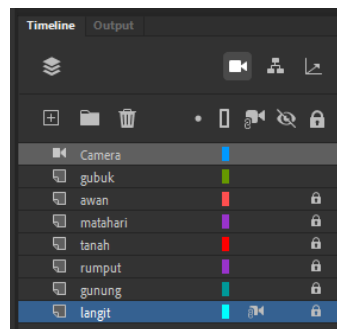 Timeline Output
Camera
gubuk
awan
matahari
tanah
rumput
gunung
langit